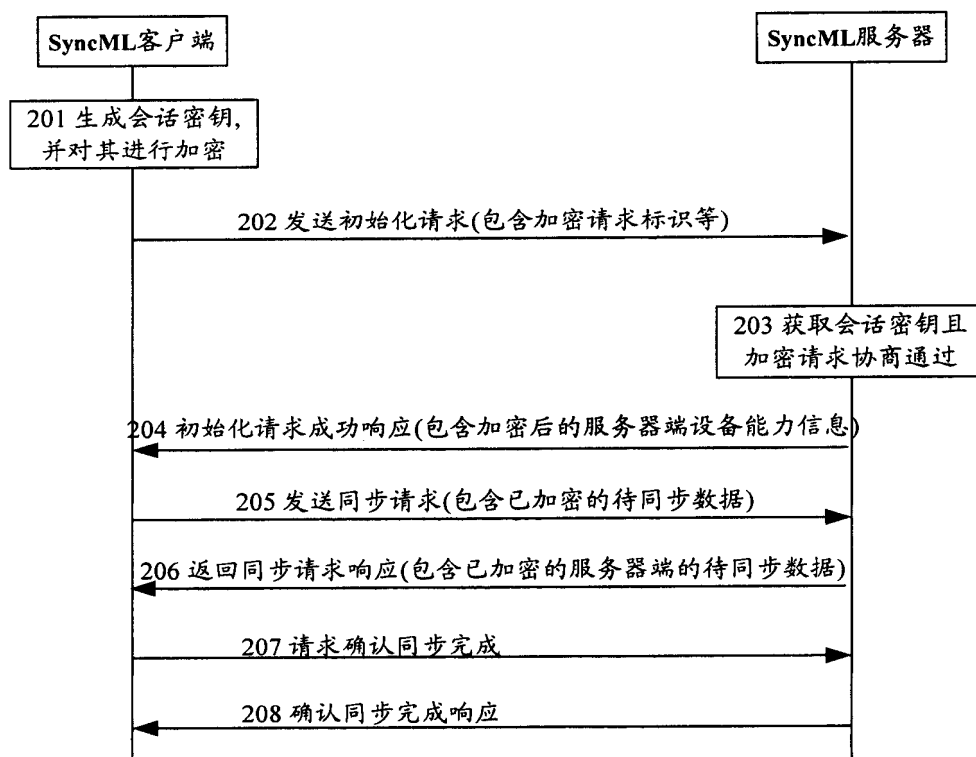 SyncML客户端
SyncML服务器
201 生成会话密钥,
并对其进行加密
202 发送初始化请求(包含加密请求标识等)
203 获取会话密钥且
加密请求协商通过
204 初始化请求成功响应(包含加密后的服务器端设备能力信息)
205 发送同步请求(包含已加密的待同步数据)
206 返回同步请求响应(包含已加密的服务器端的待同步数据)
207 请求确认同步完成
208 确认同步完成响应